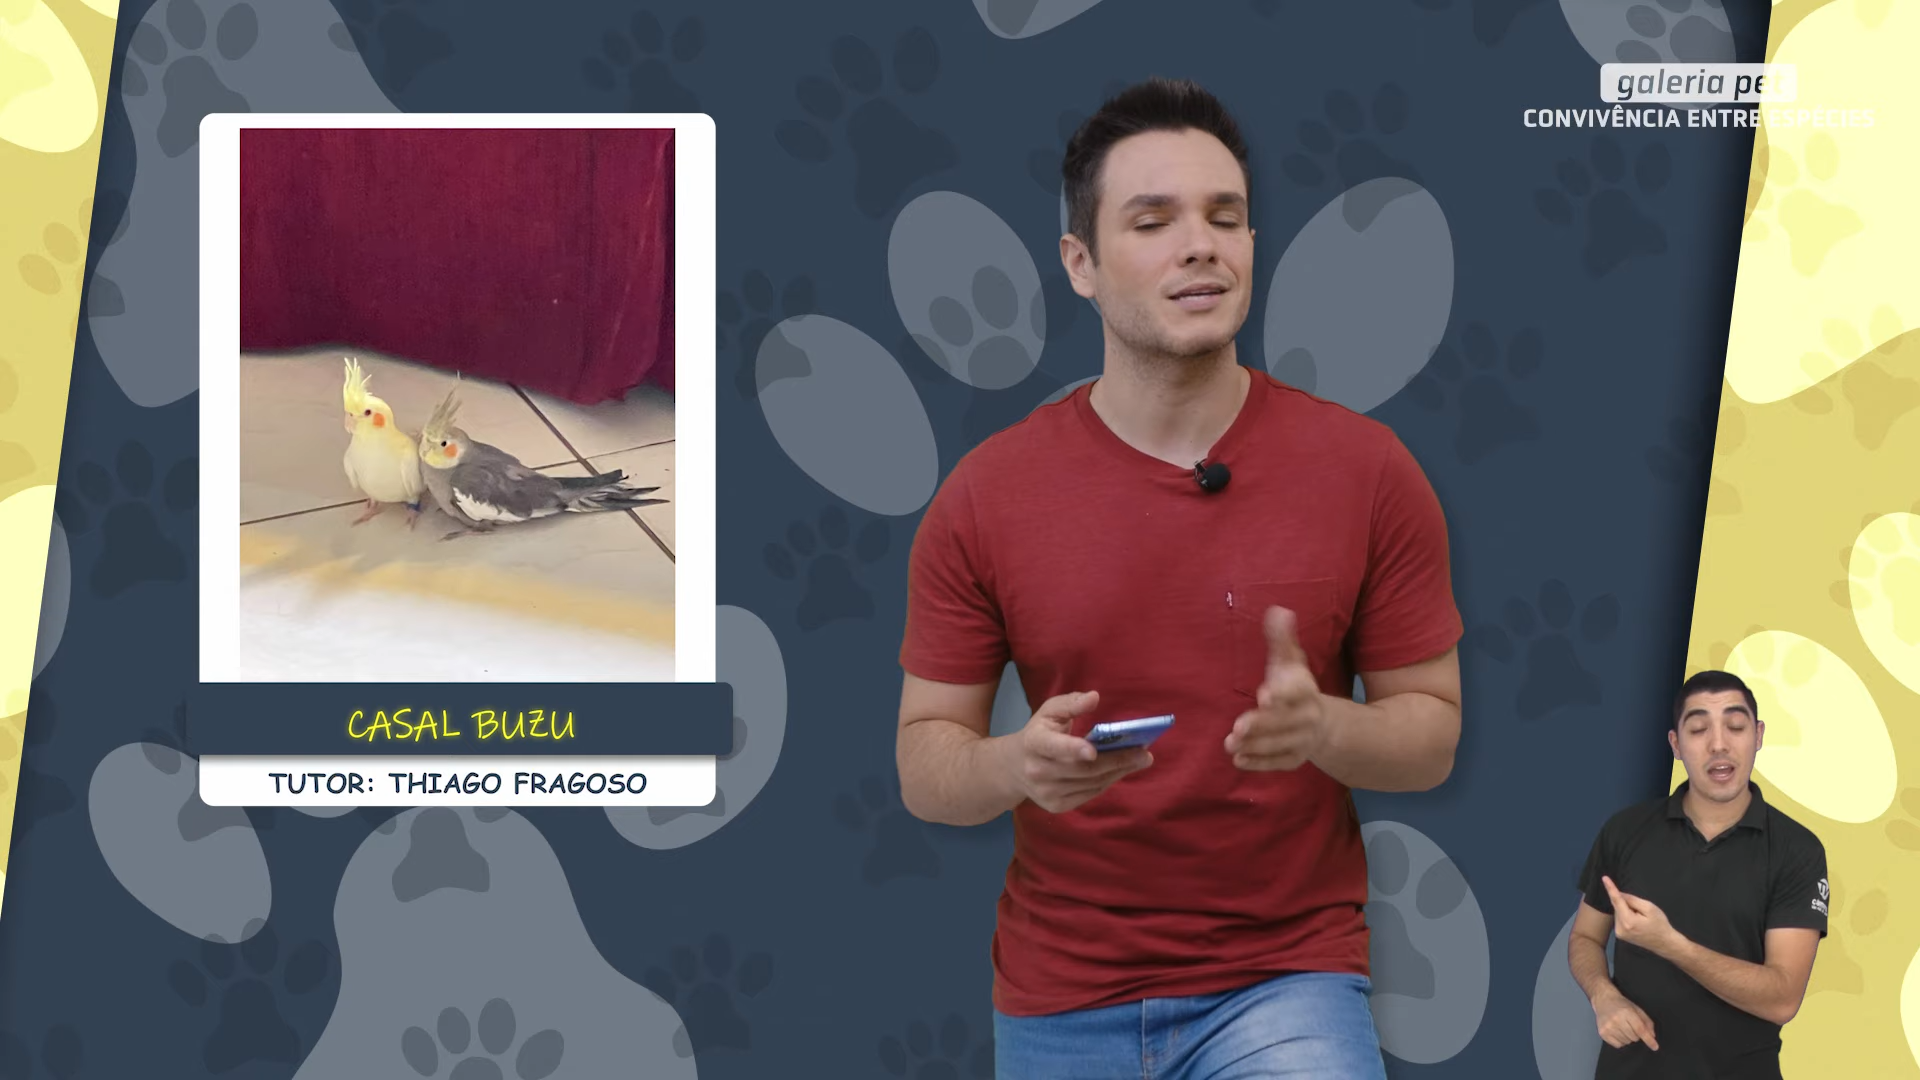 galeria pet
CONVIVÊNCIA ENTRE ESPÉCIES
CASAL BUZU
TUTOR: THIAGO FRAGOSO